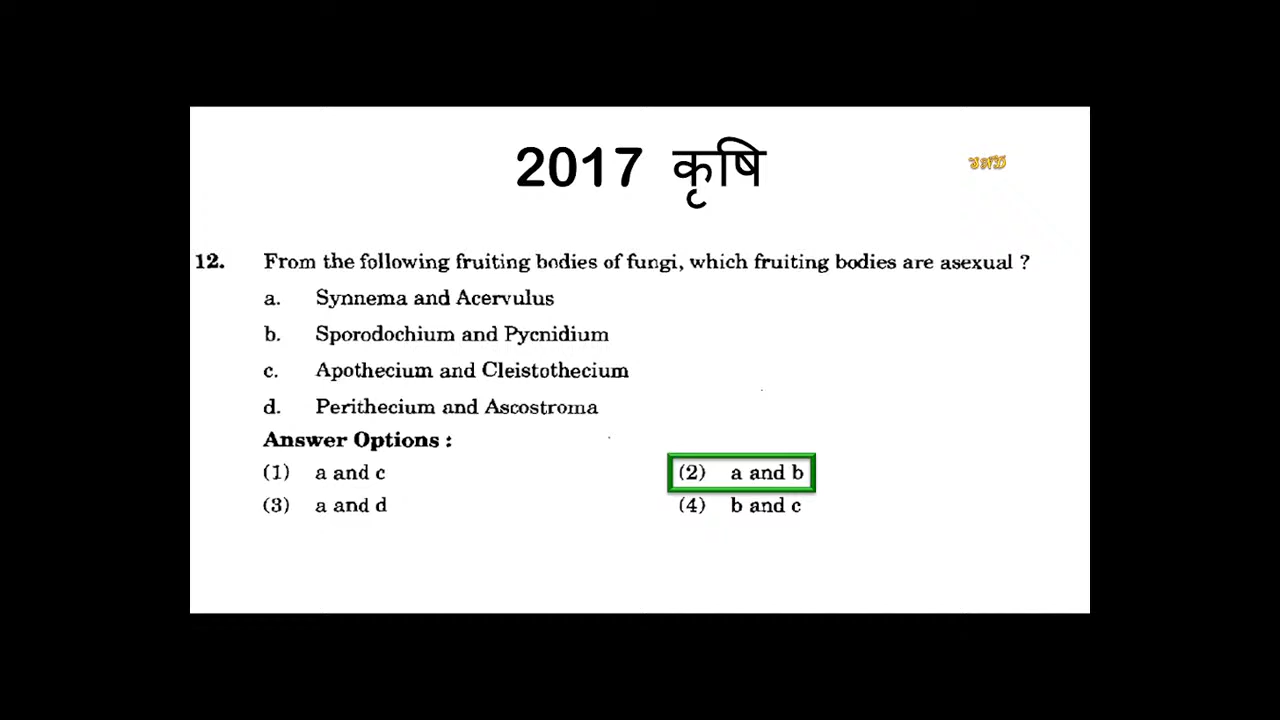 2017 कृषि
VND
12. From the following fruiting bodies of fungi, which fruiting bodies are asexual ?
a. Synnema and Acervulus
b. Sporodochium and Pycnidium
c. Apothecium and Cleistothecium
d. Perithecium and Ascostroma
Answer Options :
(1) a and c (2) a and b
(3) a and d (4) b and c